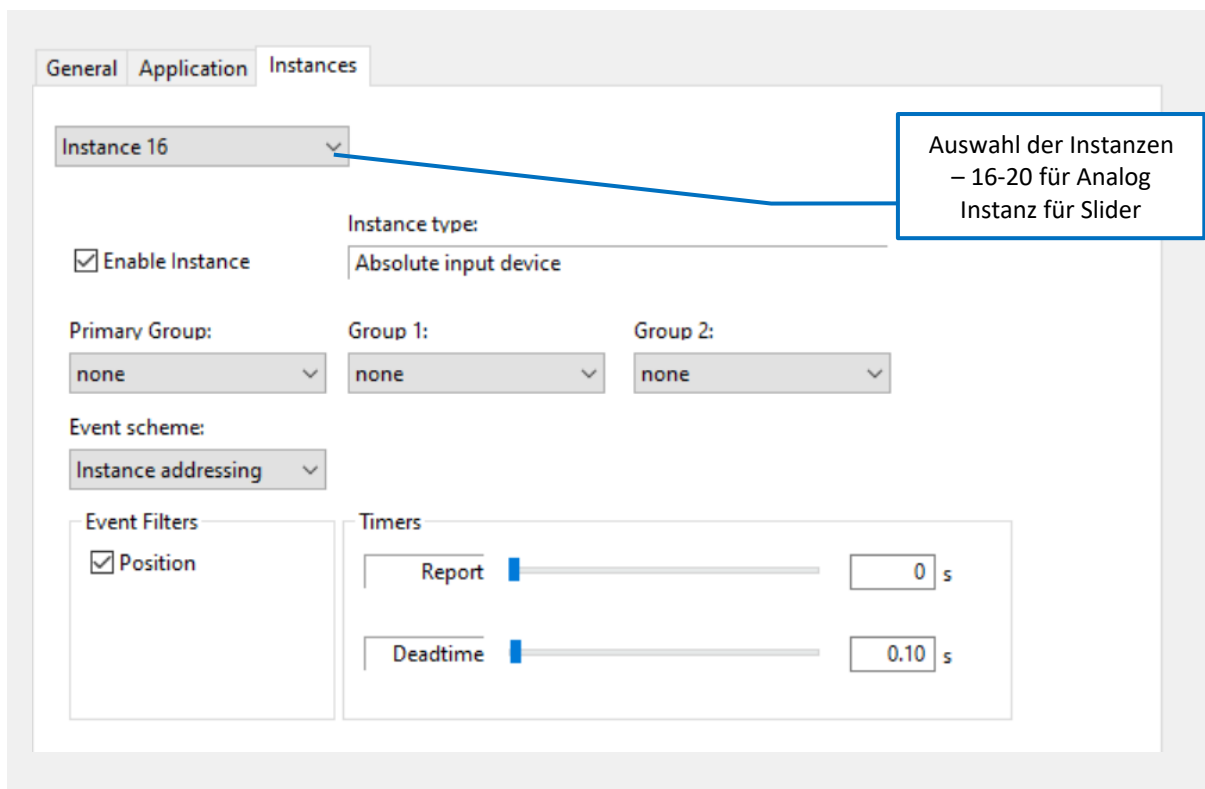 General Application Instances
Instance 16
Auswahl der Instanzen
– 16-20 für Analog
Instanz für Slider
Instance type:
Enable Instance
Absolute input device
Primary Group: Group 1: Group 2:
none none none
Event scheme:
Instance addressing
Event Filters Timers
Position
Report 0 s
Deadtime 0.10 s